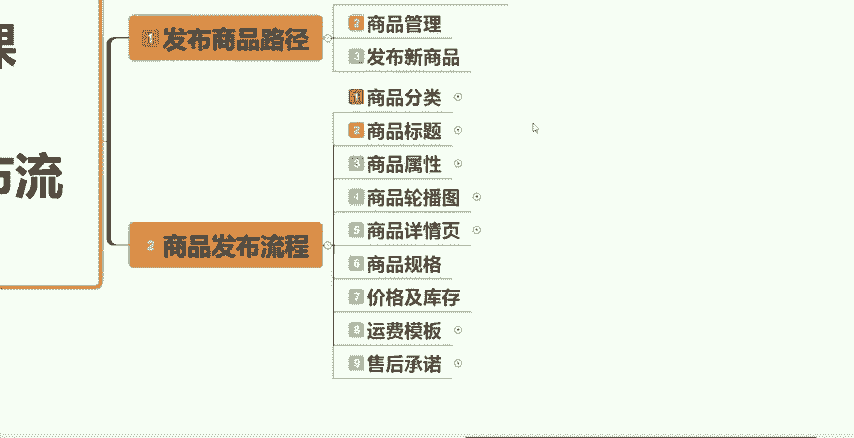 课
布流
1 发布商品路径
2 商品管理
3 发布新商品
2 商品发布流程
1 商品分类
2 商品标题
3 商品属性
4 商品轮播图
5 商品详情页
6 商品规格
7 价格及库存
8 运费模板
9 售后承诺